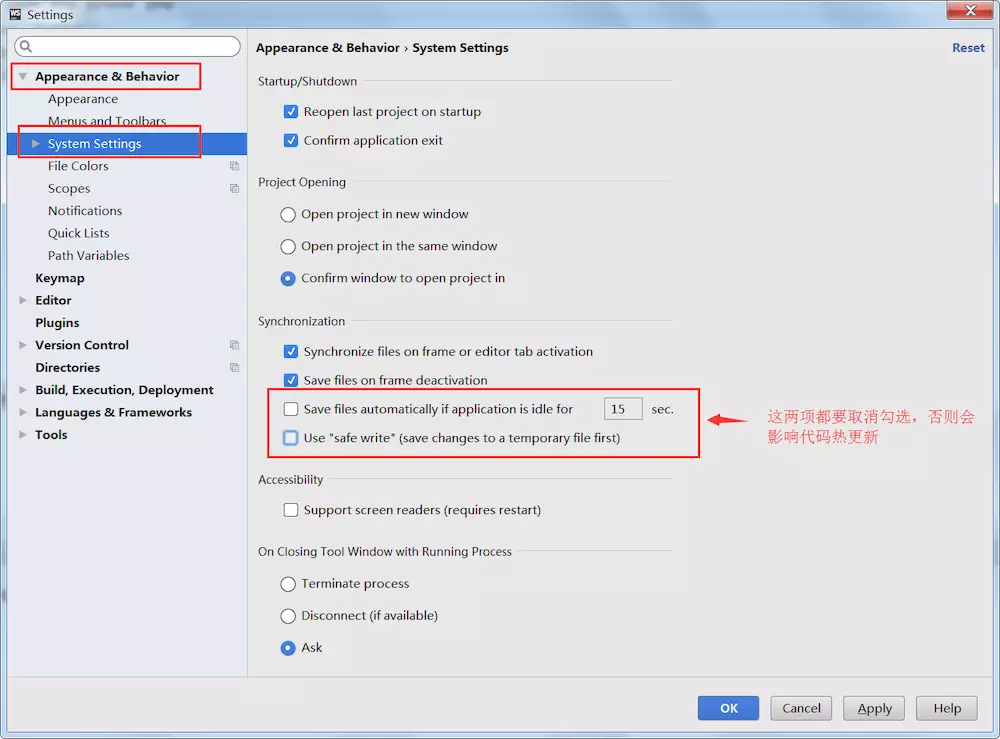 WS Settings
Appearance & Behavior › System Settings
Reset
Appearance & Behavior
Appearance
Menus and Toolbars
System Settings
File Colors
Scopes
Notifications
Quick Lists
Path Variables
Keymap
Editor
Plugins
Version Control
Directories
Build, Execution, Deployment
Languages & Frameworks
Tools
Startup/Shutdown
Reopen last project on startup
Confirm application exit
Project Opening
Open project in new window
Open project in the same window
Confirm window to open project in
Synchronization
Synchronize files on frame or editor tab activation
Save files on frame deactivation
Save files automatically if application is idle for 15 sec.
Use "safe write" (save changes to a temporary file first)
这两项都要取消勾选，否则会
影响代码热更新
Accessibility
Support screen readers (requires restart)
On Closing Tool Window with Running Process
Terminate process
Disconnect (if available)
Ask
OK Cancel Apply Help